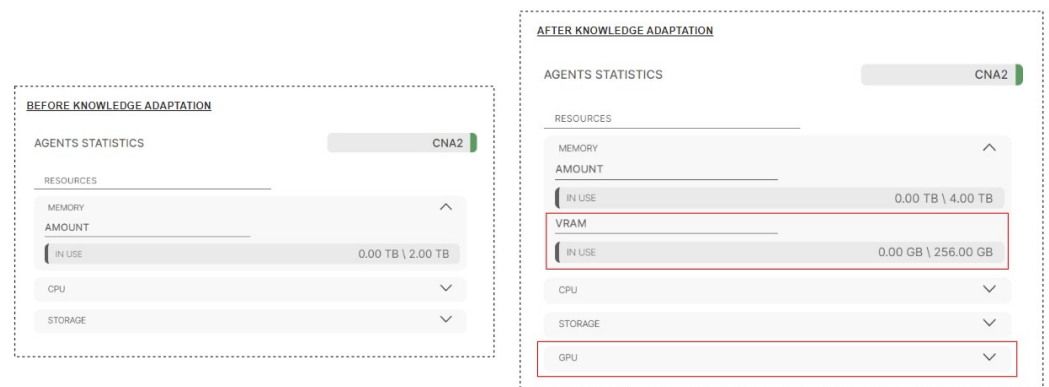 BEFORE KNOWLEDGE ADAPTATION
AGENTS STATISTICS CNA2
RESOURCES
MEMORY
AMOUNT
IN USE 0.00 TB \ 2.00 TB
CPU
STORAGE
AFTER KNOWLEDGE ADAPTATION
AGENTS STATISTICS CNA2
RESOURCES
MEMORY
AMOUNT
IN USE 0.00 TB \ 4.00 TB
VRAM
IN USE 0.00 GB \ 256.00 GB
CPU
STORAGE
GPU